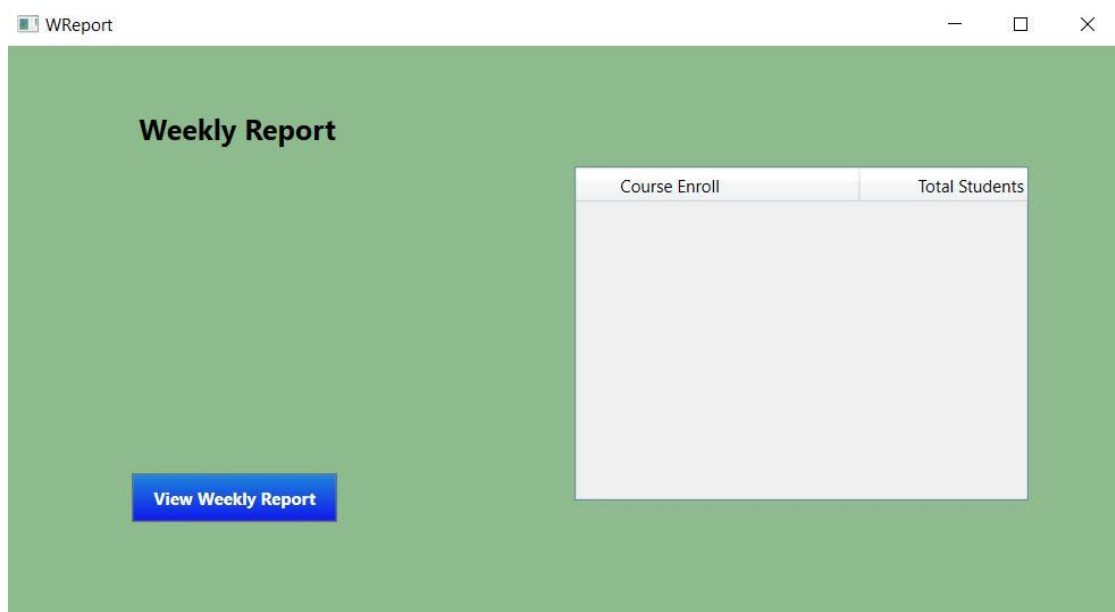 WReport
Weekly Report
Course Enroll
Total Students
View Weekly Report